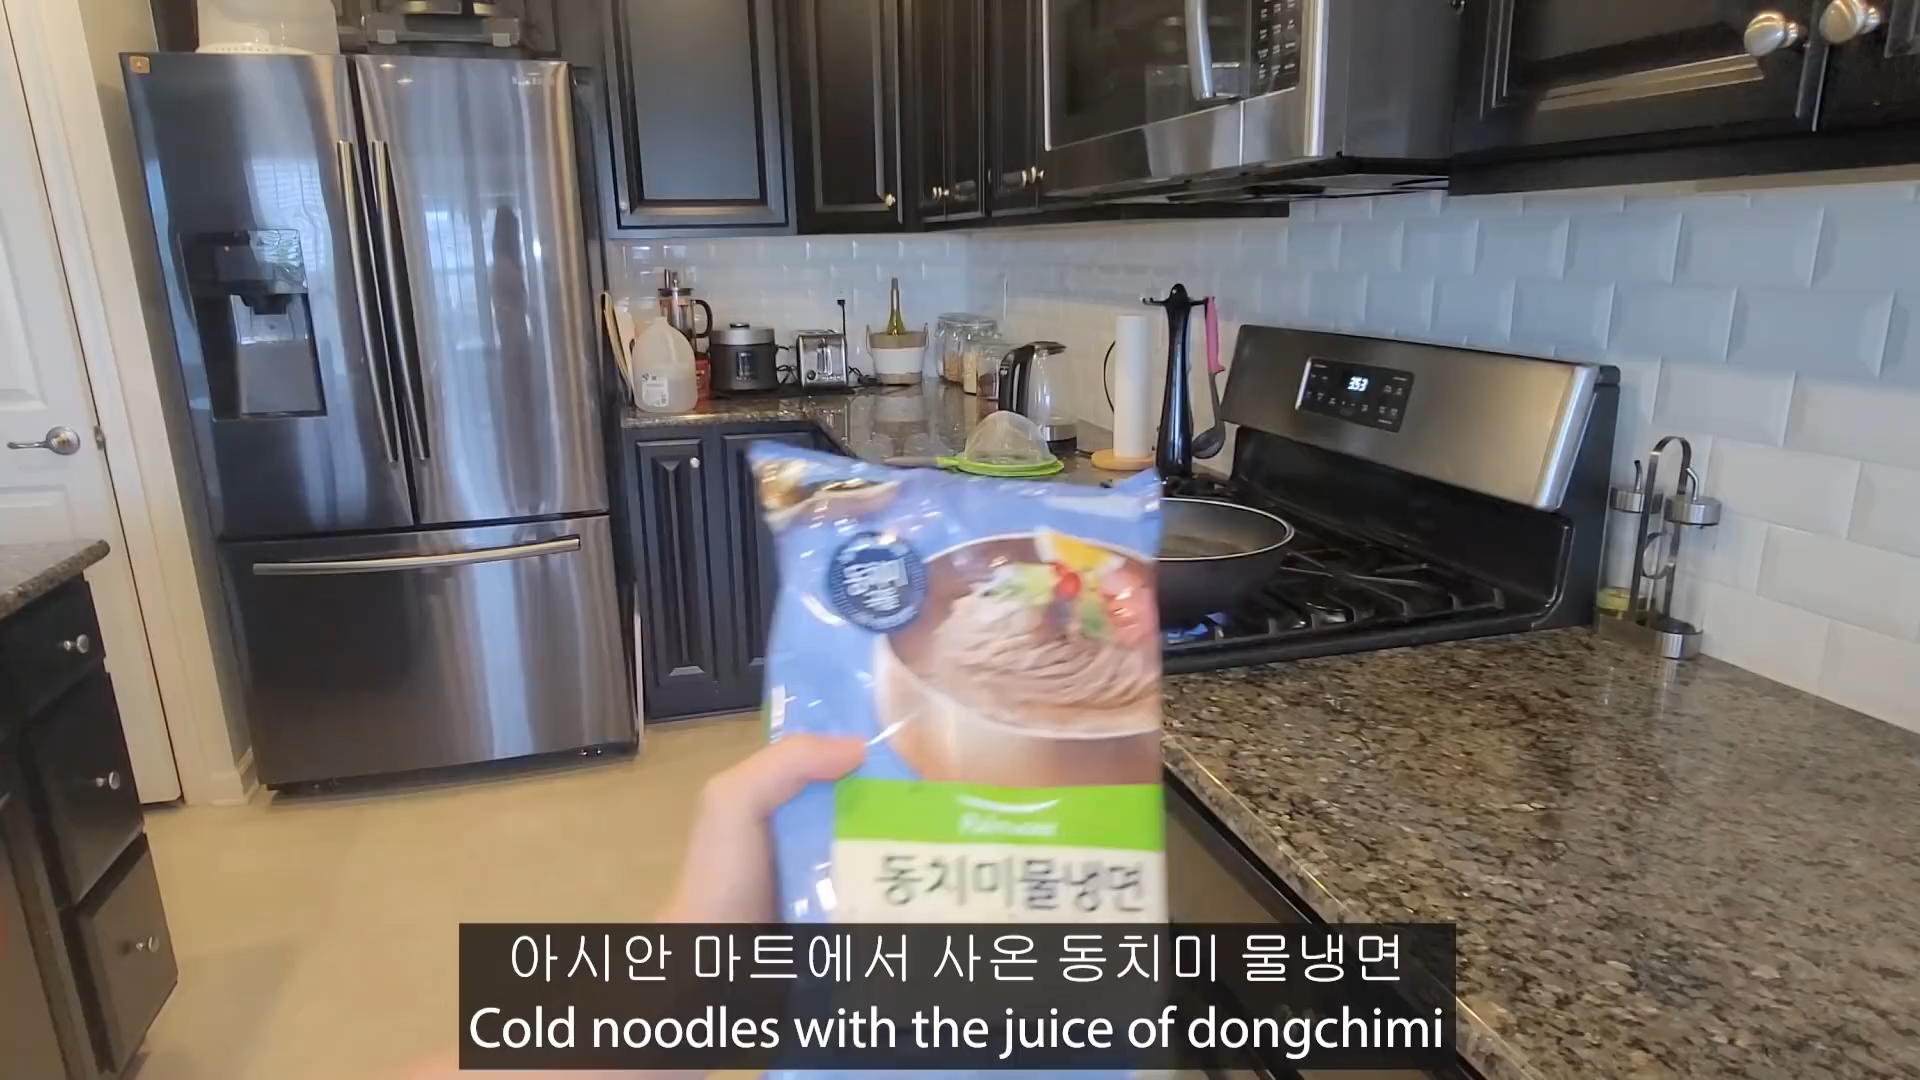 353
동치미물냉면
아시안 마트에서 사온 동치미 물냉면
Cold noodles with the juice of dongchimi